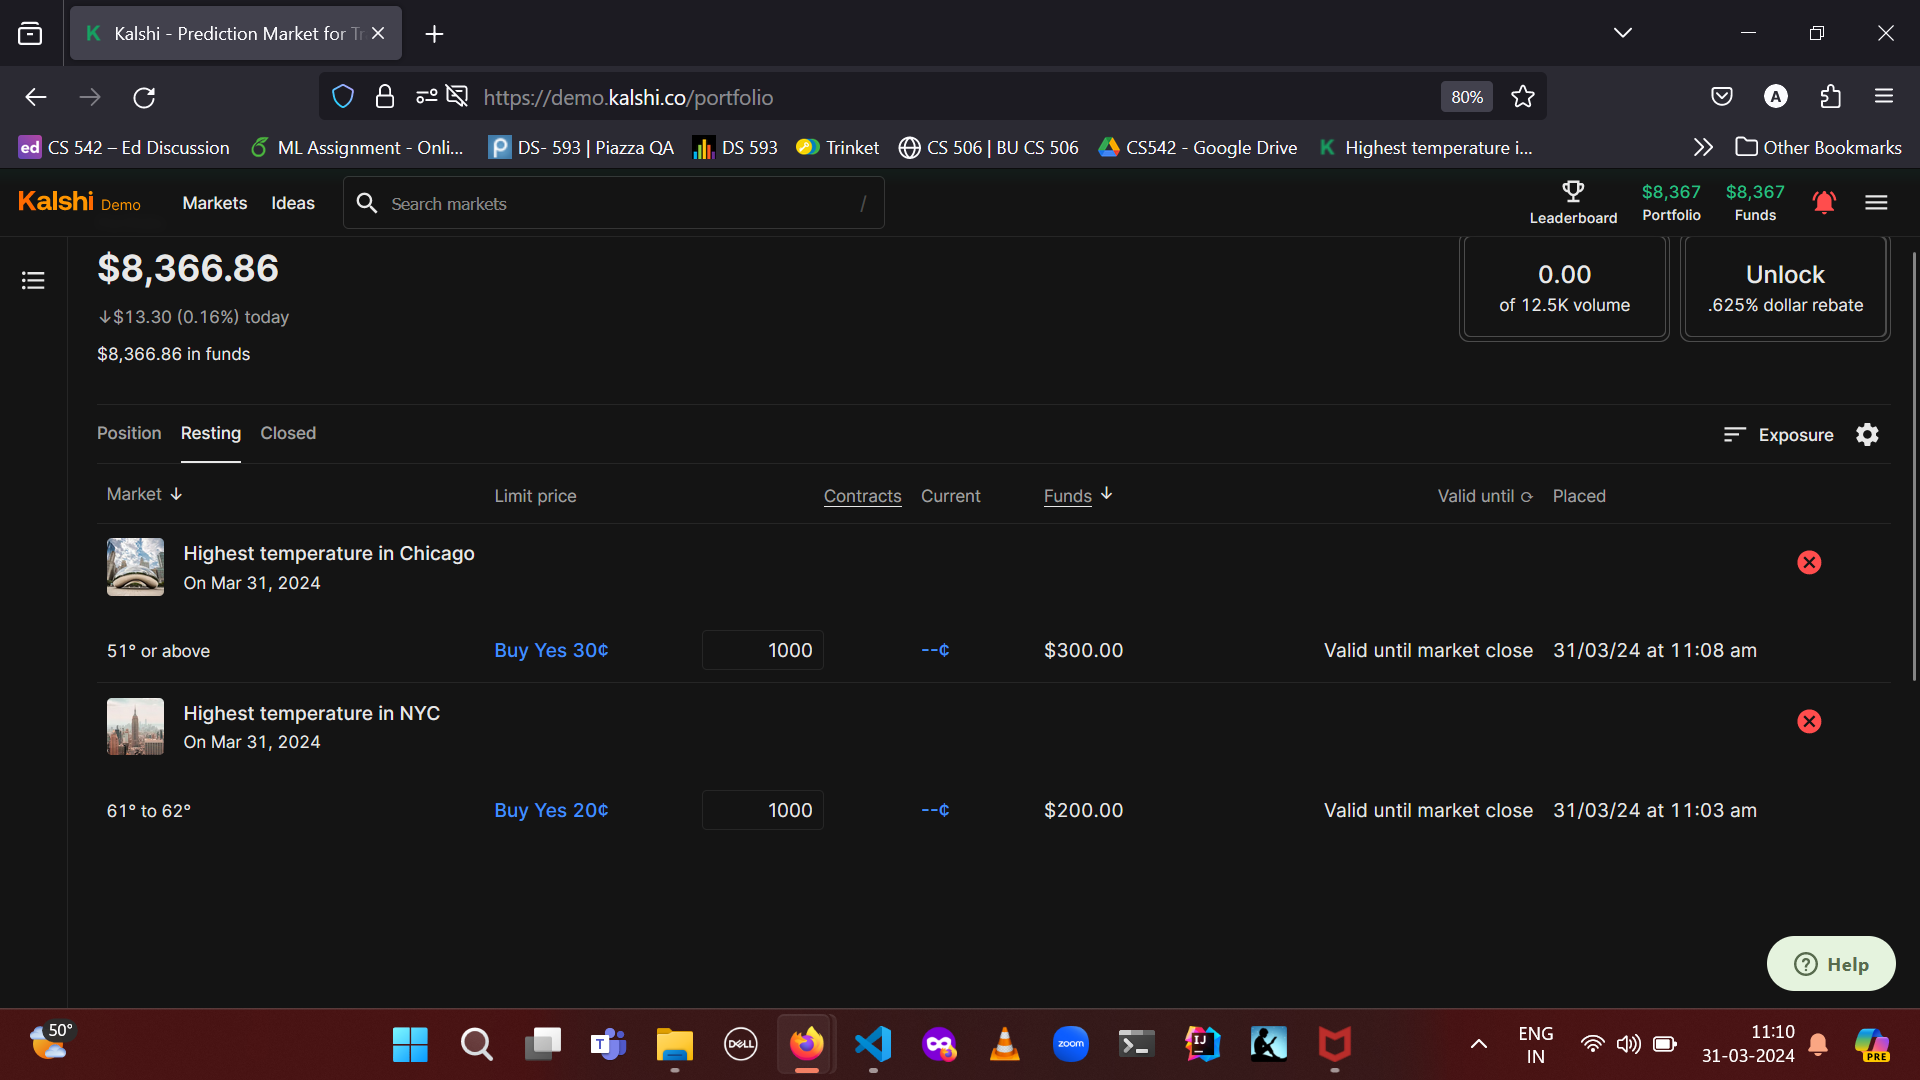 Kalshi - Prediction Market for Tr
https://demo.kalshi.co/portfolio
80%
A
ed CS 542 – Ed Discussion
ML Assignment - Onli...
DS- 593 | Piazza QA
DS 593
Trinket
CS 506 | BU CS 506
CS542 - Google Drive
Highest temperature i...
Other Bookmarks
Kalshi Demo
Markets
Ideas
Search markets
/
Leaderboard
$8,367
Portfolio
$8,367
Funds
$8,366.86
↓$13.30 (0.16%) today
$8,366.86 in funds
0.00
of 12.5K volume
Unlock
.625% dollar rebate
Position
Resting
Closed
Exposure
Market ↓
Limit price
Contracts
Current
Funds ↓
Valid until
Placed
Highest temperature in Chicago
On Mar 31, 2024
51° or above
Buy Yes 30¢
1000
--¢
$300.00
Valid until market close
31/03/24 at 11:08 am
Highest temperature in NYC
On Mar 31, 2024
61° to 62°
Buy Yes 20¢
1000
--¢
$200.00
Valid until market close
31/03/24 at 11:03 am
Help
50°
T
DELL
zoom
IJ
ENG
IN
11:10
31-03-2024
PRE